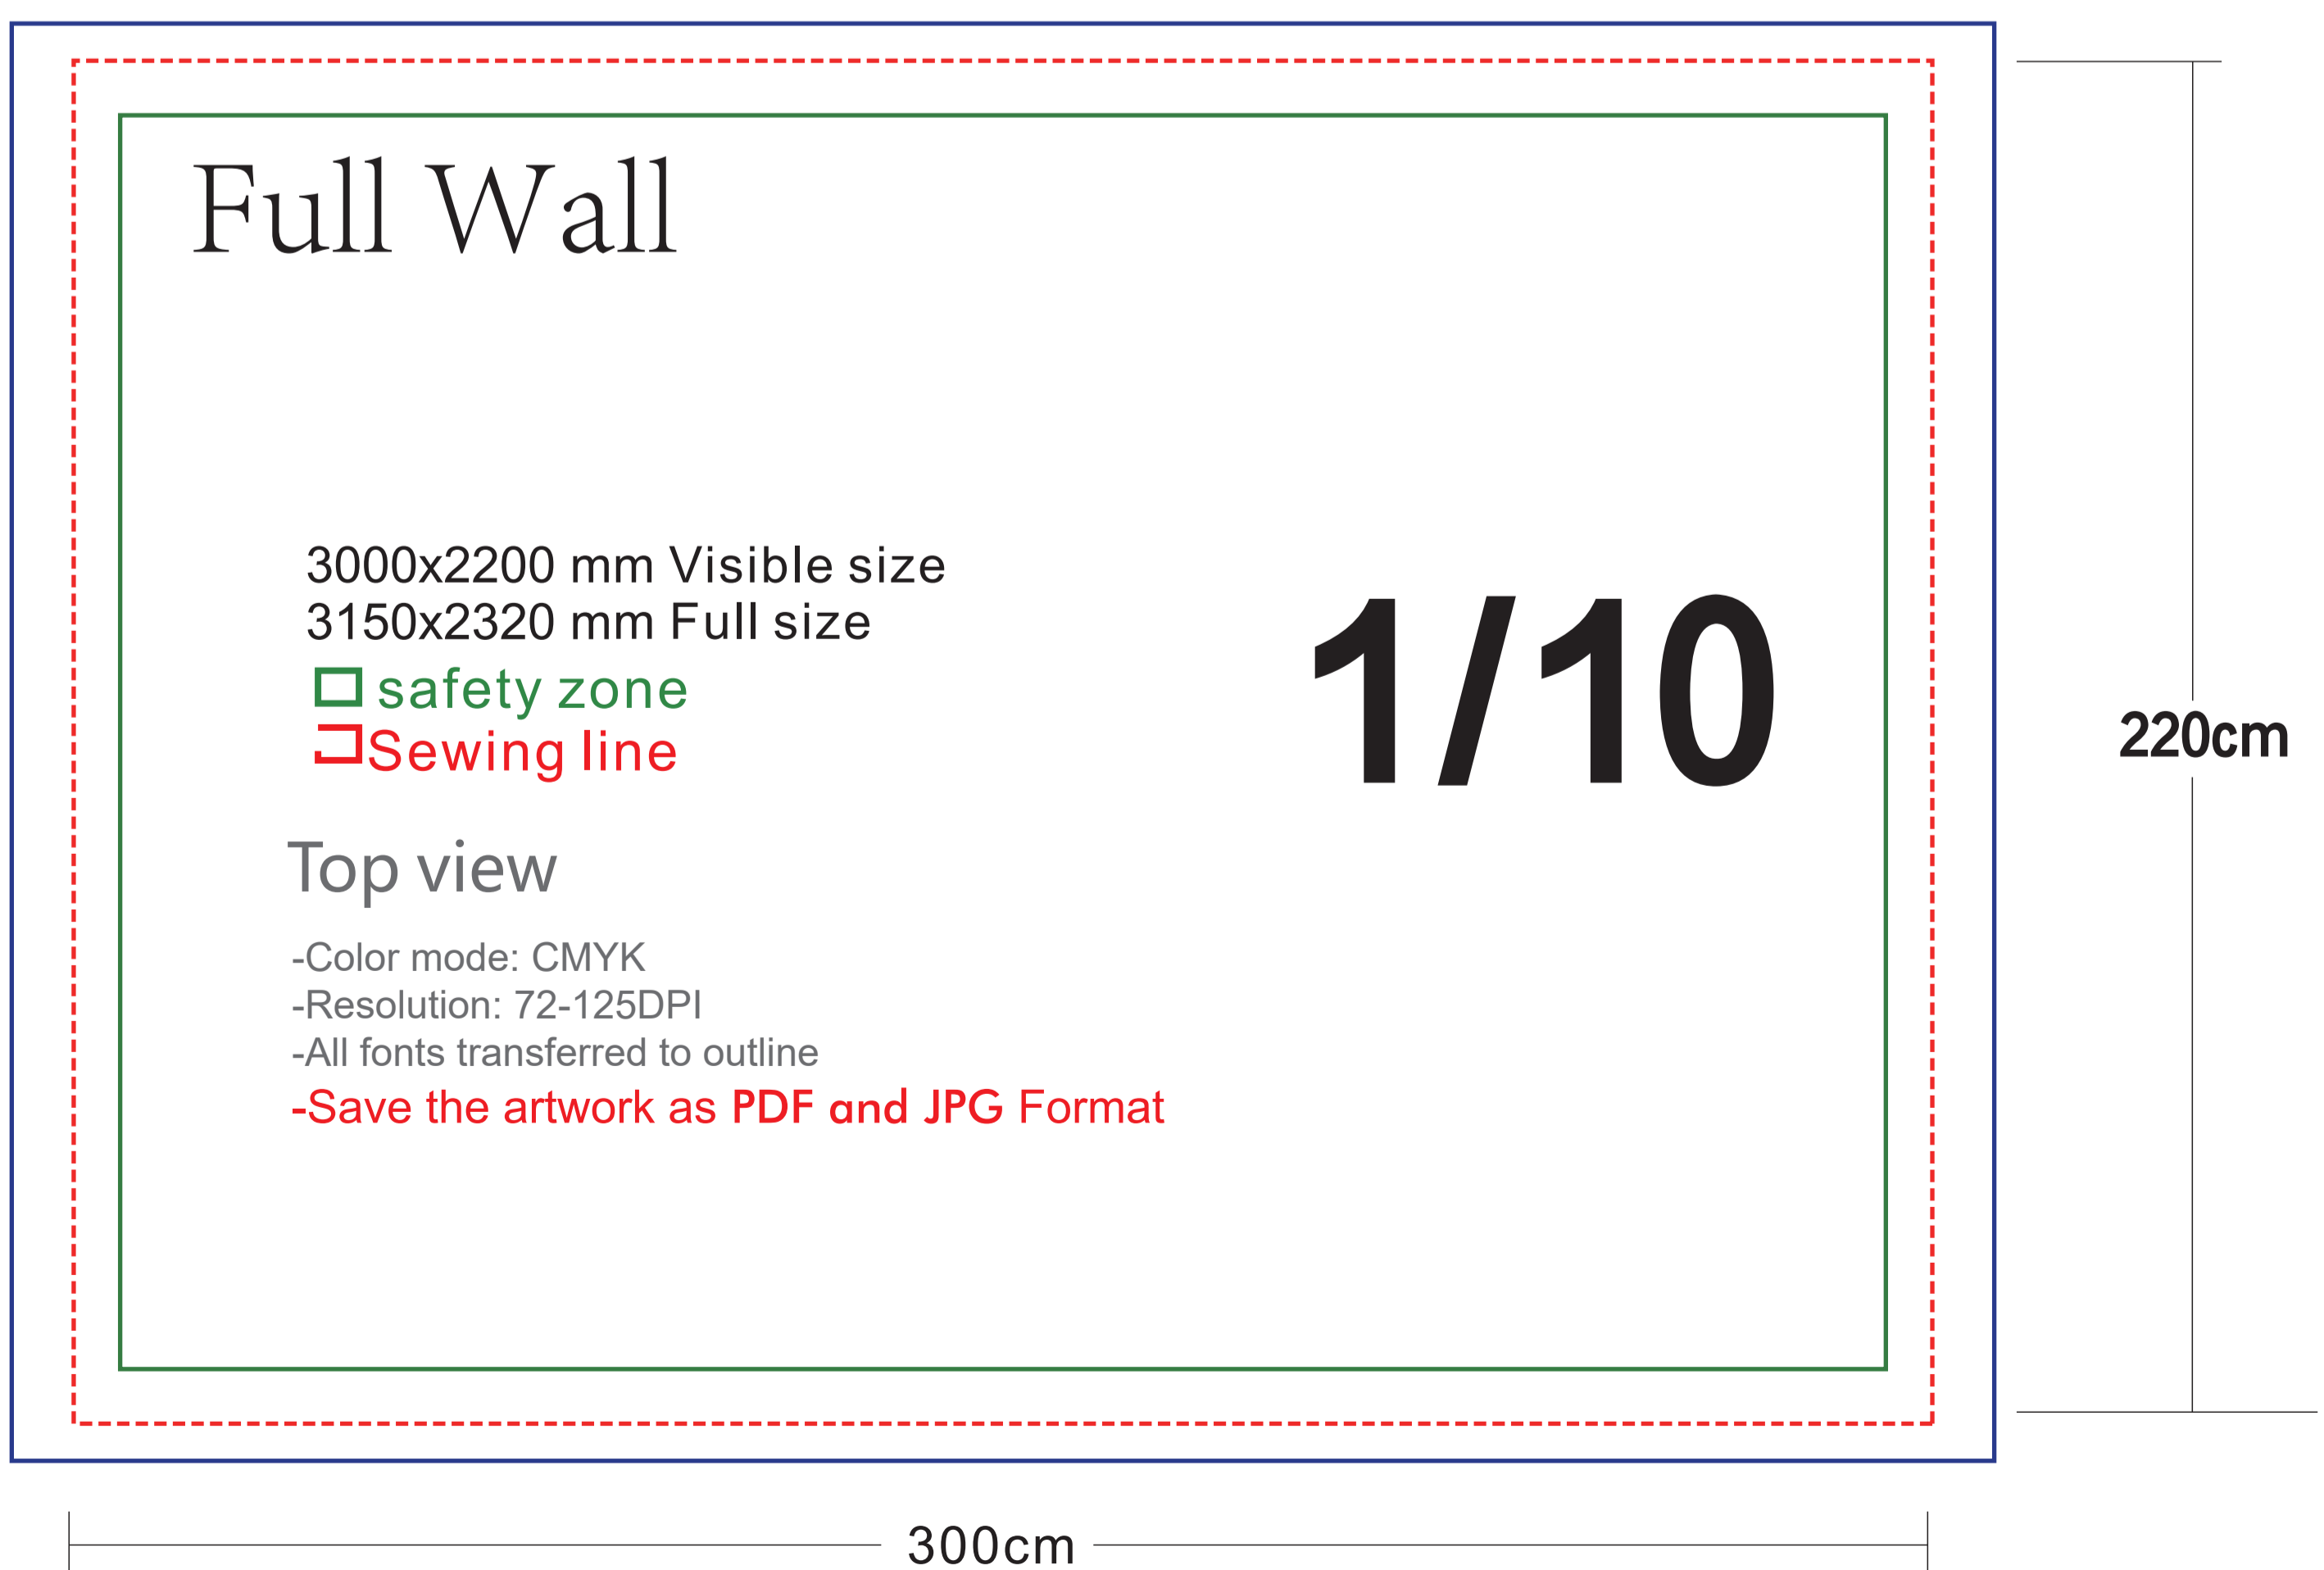 Full Wall
3000x2200 mm Visible size
3150x2320 mm Full size
safety zone
Sewing line
1/10
220cm
Top view
-Color mode: CMYK
-Resolution: 72-125DPI
-All fonts transferred to outline
-Save the artwork as PDF and JPG Format
300cm